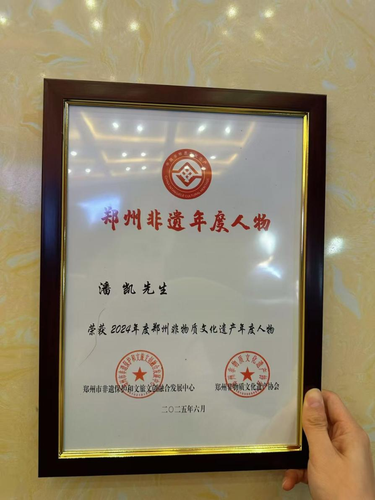 郑州非遗年度人物
潘 凯 先生
荣获2024年度郑州非物质文化遗产年度人物
郑州市非遗保护和文旅文创融合发展中心 郑州非物质文化遗产协会
二〇二五年六月